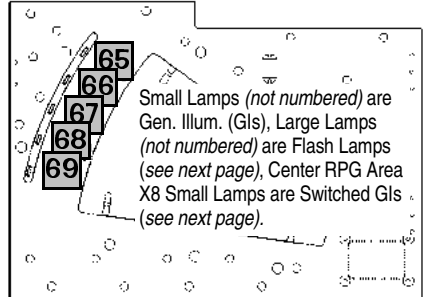 65
66
67
68
69
Small Lamps (not numbered) are
Gen. Illum. (GIs), Large Lamps
(not numbered) are Flash Lamps
(see next page), Center RPG Area
X8 Small Lamps are Switched GIs
(see next page).